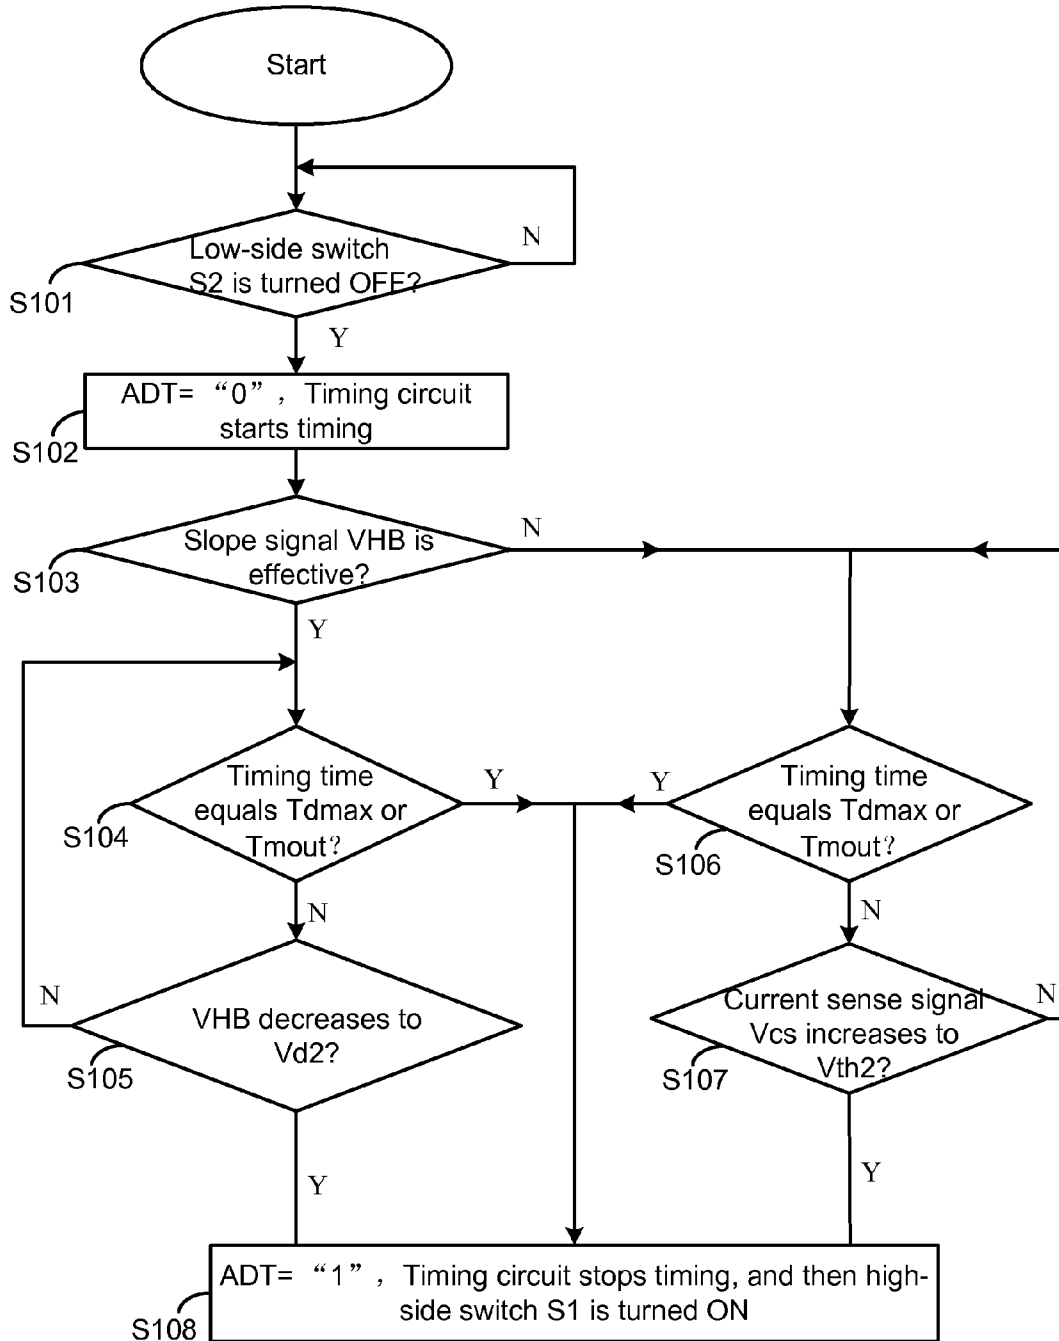 Start
N
Low-side switch
S2 is turned OFF?
S101
Y
ADT= “0”, Timing circuit
starts timing
S102
N
Slope signal VHB is
effective?
S103
Y
Timing time
equals Tdmax or
Tmout?
Y
S104
Y
Timing time
equals Tdmax or
Tmout?
S106
N
N
N
VHB decreases to
Vd2?
S105
Current sense signal
Vcs increases to
Vth2?
N
S107
Y
Y
ADT= “1”, Timing circuit stops timing, and then high-
side switch S1 is turned ON
S108